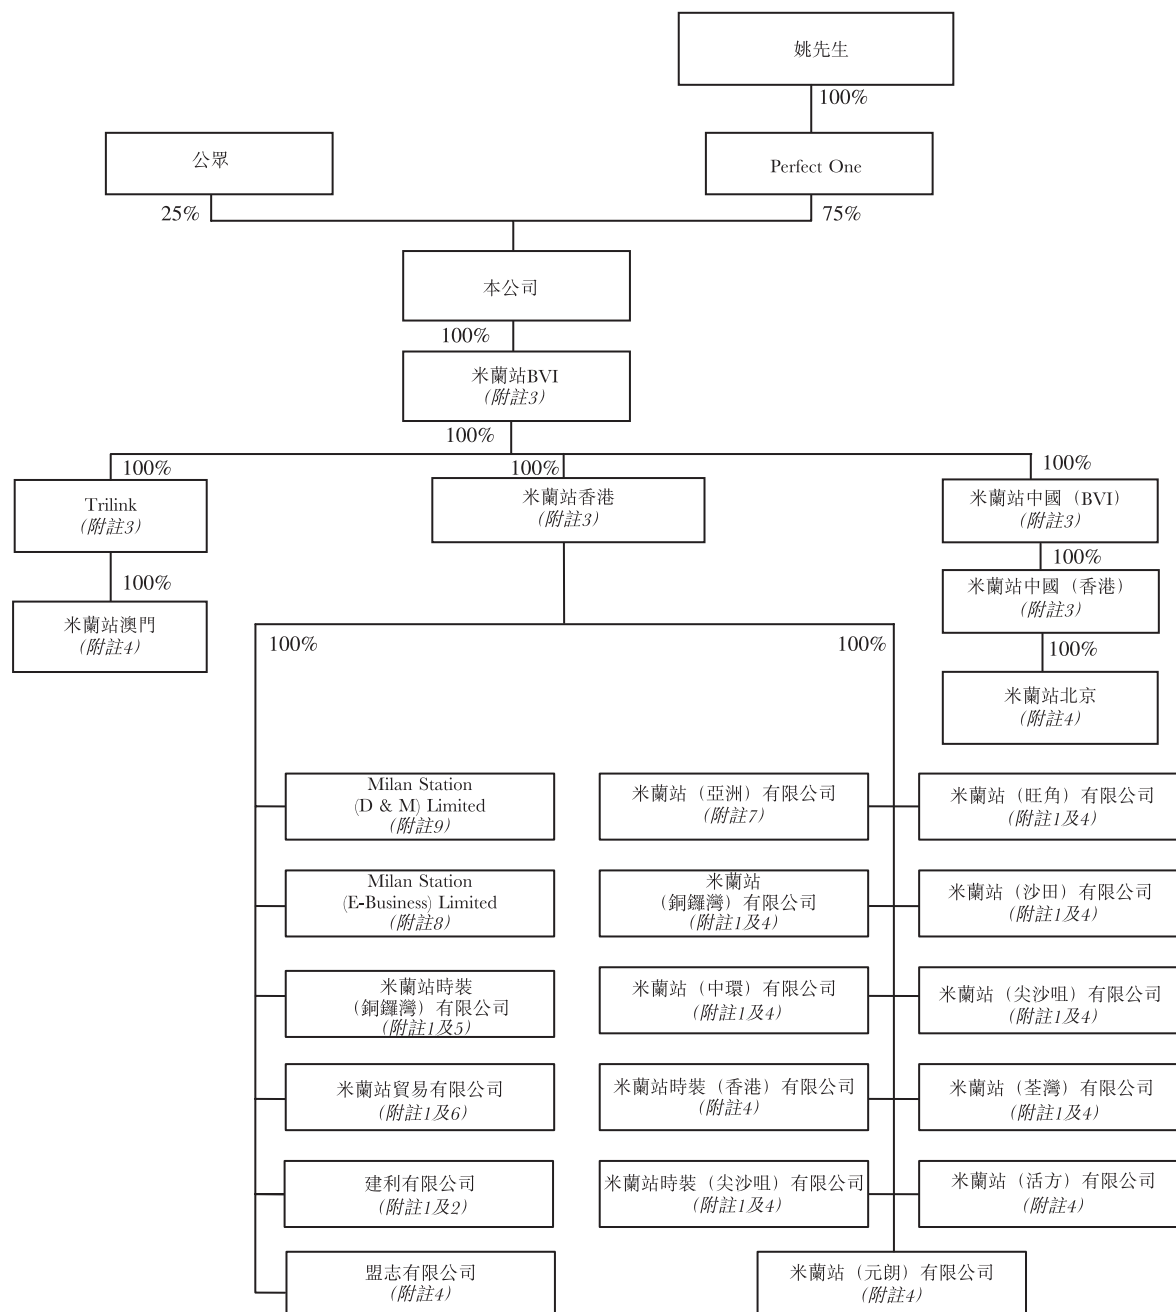 姚先生
100%
公眾
Perfect One
25%
75%
本公司
100%
米蘭站BVI
(附註3)
100%
100%
100%
100%
Trilink
(附註3)
米蘭站香港
(附註3)
米蘭站中國（BVI）
(附註3)
100%
100%
米蘭站澳門
(附註4)
米蘭站中國（香港）
(附註3)
100%
100%
100%
米蘭站北京
(附註4)
Milan Station
(D & M) Limited
(附註9)
米蘭站（亞洲）有限公司
(附註7)
米蘭站（旺角）有限公司
(附註1及4)
Milan Station
(E-Business) Limited
(附註8)
米蘭站
（銅鑼灣）有限公司
(附註1及4)
米蘭站（沙田）有限公司
(附註1及4)
米蘭站時裝
（銅鑼灣）有限公司
(附註1及5)
米蘭站（中環）有限公司
(附註1及4)
米蘭站（尖沙咀）有限公司
(附註1及4)
米蘭站貿易有限公司
(附註1及6)
米蘭站時裝（香港）有限公司
(附註4)
米蘭站（荃灣）有限公司
(附註1及4)
建利有限公司
(附註1及2)
米蘭站時裝（尖沙咀）有限公司
(附註1及4)
米蘭站（活方）有限公司
(附註4)
盟志有限公司
(附註4)
米蘭站（元朗）有限公司
(附註4)